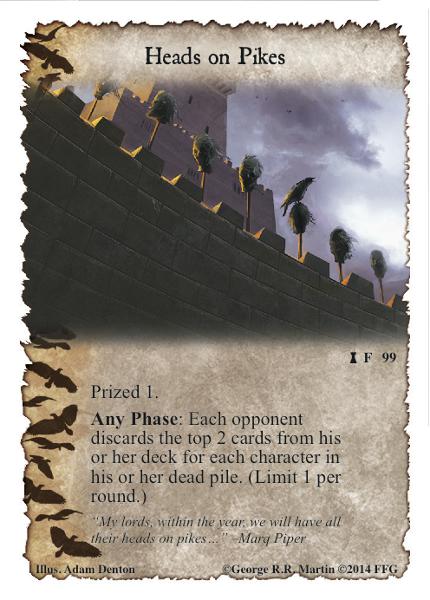 Heads on Pikes
F 99
Prized 1.
Any Phase: Each opponent
discards the top 2 cards from his
or her deck for each character in
his or her dead pile. (Limit 1 per
round.)
"My lords, within the year, we will have all
their heads on pikes…" -Marq Piper
Illus. Adam Denton ©George R.R. Martin ©2014 FFG